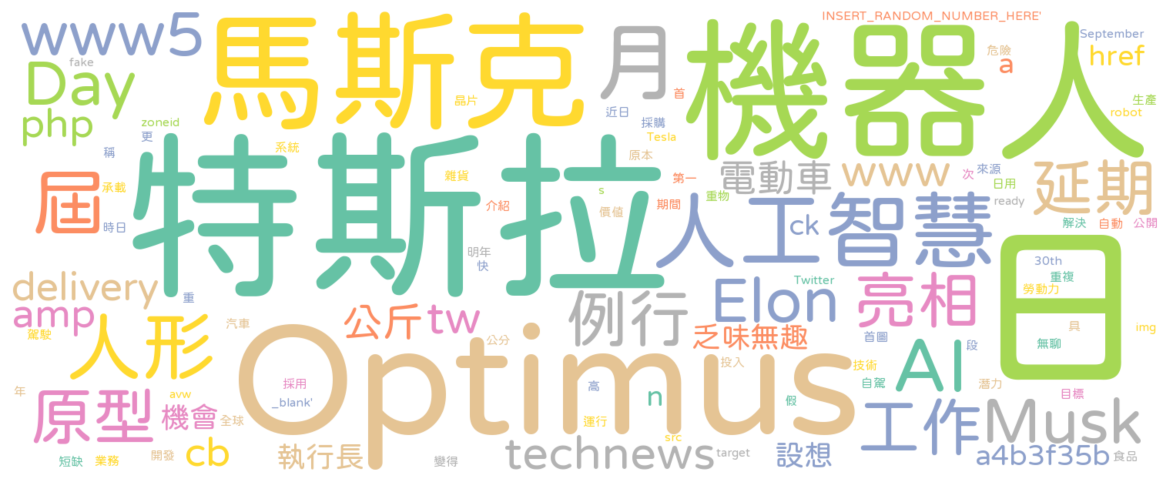 INSERT_RANDOM_NUMBER_HERE'
www5
馬斯克
月
機器人
September
fake
危險
a
href
Day
晶片
首
生產
php
近日
採購
robot
zoneid
更
Tesla
稱
系統
原本
特斯拉
電動車
www
次
來源
延期
屆
承載
雜貨
第一
日用
s
重物
人工智慧
ready
時日
介紹
價值
期間
ck
解決
自動
公開
明年
快
日
30th
重複
delivery
重
Twitter
勞動力
amp
Elon
亮相
例行
人形
公斤
tw
駕駛
汽車
乏味無趣
首圖
段
具
img
無聊
公分
Optimus
投入
技術
AI
採用
高
自駕
潛力
年
avw
目標
_blank'
n
假
原型
機會
全球
運行
工作
Musk
src
短缺
業務
開發
cb
執行長
變得
technews
target
設想
a4b3f35b
食品